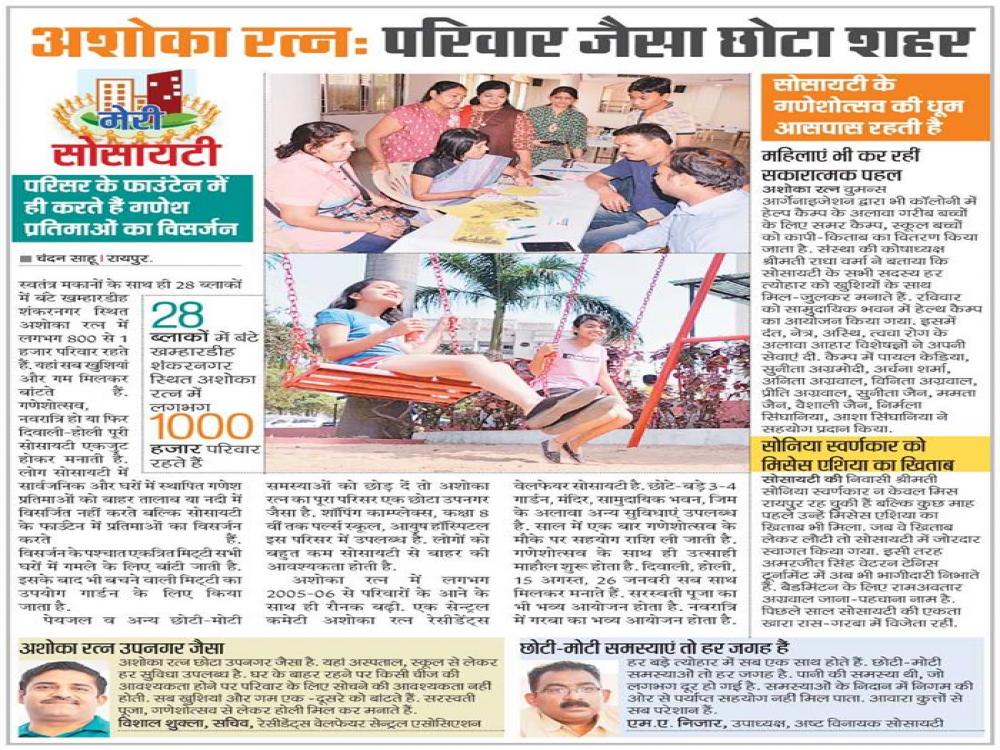 अशोका रत्न: परिवार जैसा छोटा शहर
मेरी
सोसायटी
परिसर के फाउंटेन में
ही करते हैं गणेश
प्रतिमाओं का विसर्जन
■ चंदन साहू। रायपुर.
स्वतंत्र मकानों के साथ ही 28 ब्लाकों
में बंटे खम्हारडीह
शंकरनगर स्थित
अशोका रत्न में
लगभग 800 से 1
हजार परिवार रहते
हैं. यहां सब खुशियां
और गम मिलकर
बांटते हैं.
गणेशोत्सव,
नवरात्रि हो या फिर
दिवाली-होली पूरी
सोसायटी एकजुट
होकर मनाती है.
लोग सोसायटी में
सार्वजनिक और घरों में स्थापित गणेश
प्रतिमाओं को बाहर तालाब या नदी में
विसर्जित नहीं करते बल्कि सोसायटी
के फाउंटेन में प्रतिमाओं का विसर्जन
करते हैं.
विसर्जन के पश्चात एकत्रित मिट्टी सभी
घरों में गमले के लिए बांटी जाती है.
इसके बाद भी बचने वाली मिट्टी का
उपयोग गार्डन के लिए किया
जाता है.
पेयजल व अन्य छोटी-मोटी
28
ब्लाकों में बंटे
खम्हारडीह
शंकरनगर
स्थित अशोका
रत्न में
लगभग
1000
हजार परिवार
रहते हैं
समस्याओं को छोड़ दें तो अशोका
रत्न का पूरा परिसर एक छोटा उपनगर
जैसा है. शॉपिंग काम्प्लेक्स, कक्षा 8
वीं तक पर्ल्स स्कूल, आयुष हॉस्पिटल
इस परिसर में उपलब्ध है. लोगों को
बहुत कम सोसायटी से बाहर की
आवश्यकता होती है.
अशोका रत्न में लगभग
2005-06 से परिवारों के आने के
साथ ही रौनक बढ़ी. एक सेन्ट्रल
कमेटी अशोका रत्न रेसीडेंट्स
वेलफेयर सोसायटी है. छोटे-बड़े 3-4
गार्डन, मंदिर, सामुदायिक भवन, जिम
के अलावा अन्य सुविधाएं उपलब्ध
है. साल में एक बार गणेशोत्सव के
मौके पर सहयोग राशि ली जाती है.
गणेशोत्सव के साथ ही उत्साही
माहौल शुरू होता है. दिवाली, होली,
15 अगस्त, 26 जनवरी सब साथ
मिलकर मनाते हैं. सरस्वती पूजा का
भी भव्य आयोजन होता है. नवरात्रि
में गरबा का भव्य आयोजन होता है.
सोसायटी के
गणेशोत्सव की धूम
आसपास रहती है
महिलाएं भी कर रहीं
सकारात्मक पहल
अशोका रत्न वुमन्स
आर्गेनाइजेशन द्वारा भी कॉलोनी में
हेल्प कैम्प के अलावा गरीब बच्चों
के लिए समर कैम्प, स्कूल बच्चों
को कापी-किताब का वितरण किया
जाता है. संस्था की कोषाध्यक्ष
श्रीमती राधा वर्मा ने बताया कि
सोसायटी के सभी सदस्य हर
त्योहार को खुशियों के साथ
मिल-जुलकर मनाते हैं. रविवार
को सामुदायिक भवन में हेल्थ कैम्प
का आयोजन किया गया. इसमें
दंत, नेत्र, अस्थि, त्वचा रोग के
अलावा आहार विशेषज्ञों ने अपनी
सेवाएं दी. कैम्प में पायल केडिया,
सुनीता अग्रमोदी, अर्चना शर्मा,
अनिता अग्रवाल, विनिता अग्रवाल,
प्रीति अग्रवाल, सुनीता जैन, ममता
जैन, वैशाली जैन, निर्मला
सिंघानिया, आशा सिंघानिया ने
सहयोग प्रदान किया.
सोनिया स्वर्णकार को
मिसेस एशिया का खिताब
सोसायटी की निवासी श्रीमती
सोनिया स्वर्णकार न केवल मिस
रायपुर रह चुकी हैं बल्कि कुछ माह
पहले उन्हें मिसेस एशिया का
खिताब भी मिला. जब वे खिताब
लेकर लौटी तो सोसायटी में जोरदार
स्वागत किया गया. इसी तरह
अमरजीत सिंह वेटरन टेनिस
टूर्नामेंट में अब भी भागीदारी निभाते
हैं. बैडमिंटन के लिए रामअवतार
अग्रवाल जाना-पहचाना नाम है.
पिछले साल सोसायटी की एकता
खारा रास-गरबा में विजेता रहीं.
अशोका रत्न उपनगर जैसा
अशोका रत्न छोटा उपनगर जैसा है. यहां अस्पताल, स्कूल से लेकर
हर सुविधा उपलब्ध है. घर के बाहर रहने पर किसी चीज की
आवश्यकता होने पर परिवार के लिए सोचने की आवश्यकता नहीं
होती. सब खुशियां और गम एक -दूसरे को बांटते हैं. सरस्वती
पूजा, गणेशोत्सव से लेकर होली मिल कर मनाते है.
विशाल शुक्ला, सचिव, रेसीडेंट्स वेलफेयर सेन्ट्रल एसोसिएशन
छोटी-मोटी समस्याएं तो हर जगह हैं
हर बड़े त्योहार में सब एक साथ होते हैं. छोटी-मोटी
समस्याओं तो हर जगह है. पानी की समस्या थी, जो
लगभग दूर हो गई है. समस्याओं के निदान में निगम की
ओर से पर्याप्त सहयोग नहीं मिल पाता. आवारा कुत्तों से
सब परेशान हैं.
एम.ए. निजार, उपाध्यक्ष, अष्ट विनायक सोसायटी